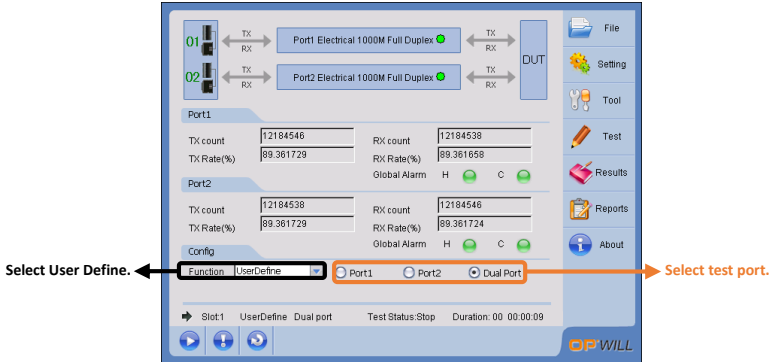 TX
RX
Port1 Electrical 1000M Full Duplex
TX
RX
01
DUT
TX
RX
Port2 Electrical 1000M Full Duplex
TX
RX
02
File
Setting
Tool
Test
Results
Reports
About
Port1
TX count 12184546 RX count 12184538
TX Rate(%) 89.361729 RX Rate(%) 89.361658
Global Alarm H C
Port2
TX count 12184538 RX count 12184546
TX Rate(%) 89.361729 RX Rate(%) 89.361724
Global Alarm H C
Config
Select User Define.
Function UserDefine Port1 Port2 Dual Port
Select test port.
Slot:1 UserDefine Dual port Test Status:Stop Duration: 00 00:00:09
OPWILL